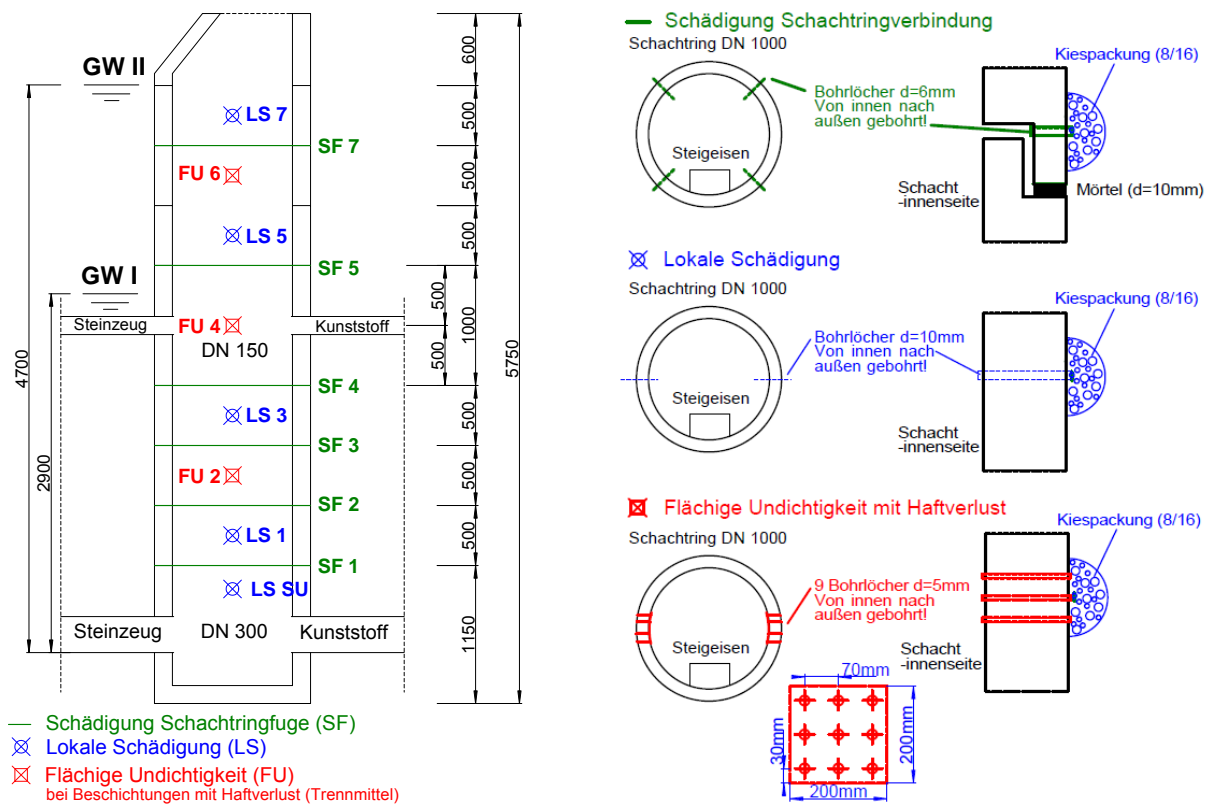 GW II
LS 7
SF 7
FU 6
LS 5
SF 5
GW I
Steinzeug
FU 4
Kunststoff
DN 150
SF 4
LS 3
SF 3
FU 2
SF 2
LS 1
SF 1
LS SU
Steinzeug
DN 300
Kunststoff
4700
2900
600
500
500
500
500
500
1000
500
500
500
1150
5750
Schädigung Schachtringfuge (SF)
Lokale Schädigung (LS)
Flächige Undichtigkeit (FU)
bei Beschichtungen mit Haftverlust (Trennmittel)
Schädigung Schachtringverbindung
Schachtring DN 1000
Kiespackung (8/16)
Bohrlöcher d=6mm
Von innen nach
außen gebohrt!
Steigeisen
Schacht
-innenseite
Mörtel (d=10mm)
Lokale Schädigung
Schachtring DN 1000
Kiespackung (8/16)
Bohrlöcher d=10mm
Von innen nach
außen gebohrt!
Steigeisen
Schacht
-innenseite
Flächige Undichtigkeit mit Haftverlust
Schachtring DN 1000
Kiespackung (8/16)
9 Bohrlöcher d=5mm
Von innen nach
außen gebohrt!
Steigeisen
Schacht
-innenseite
70mm
30mm
200mm
200mm